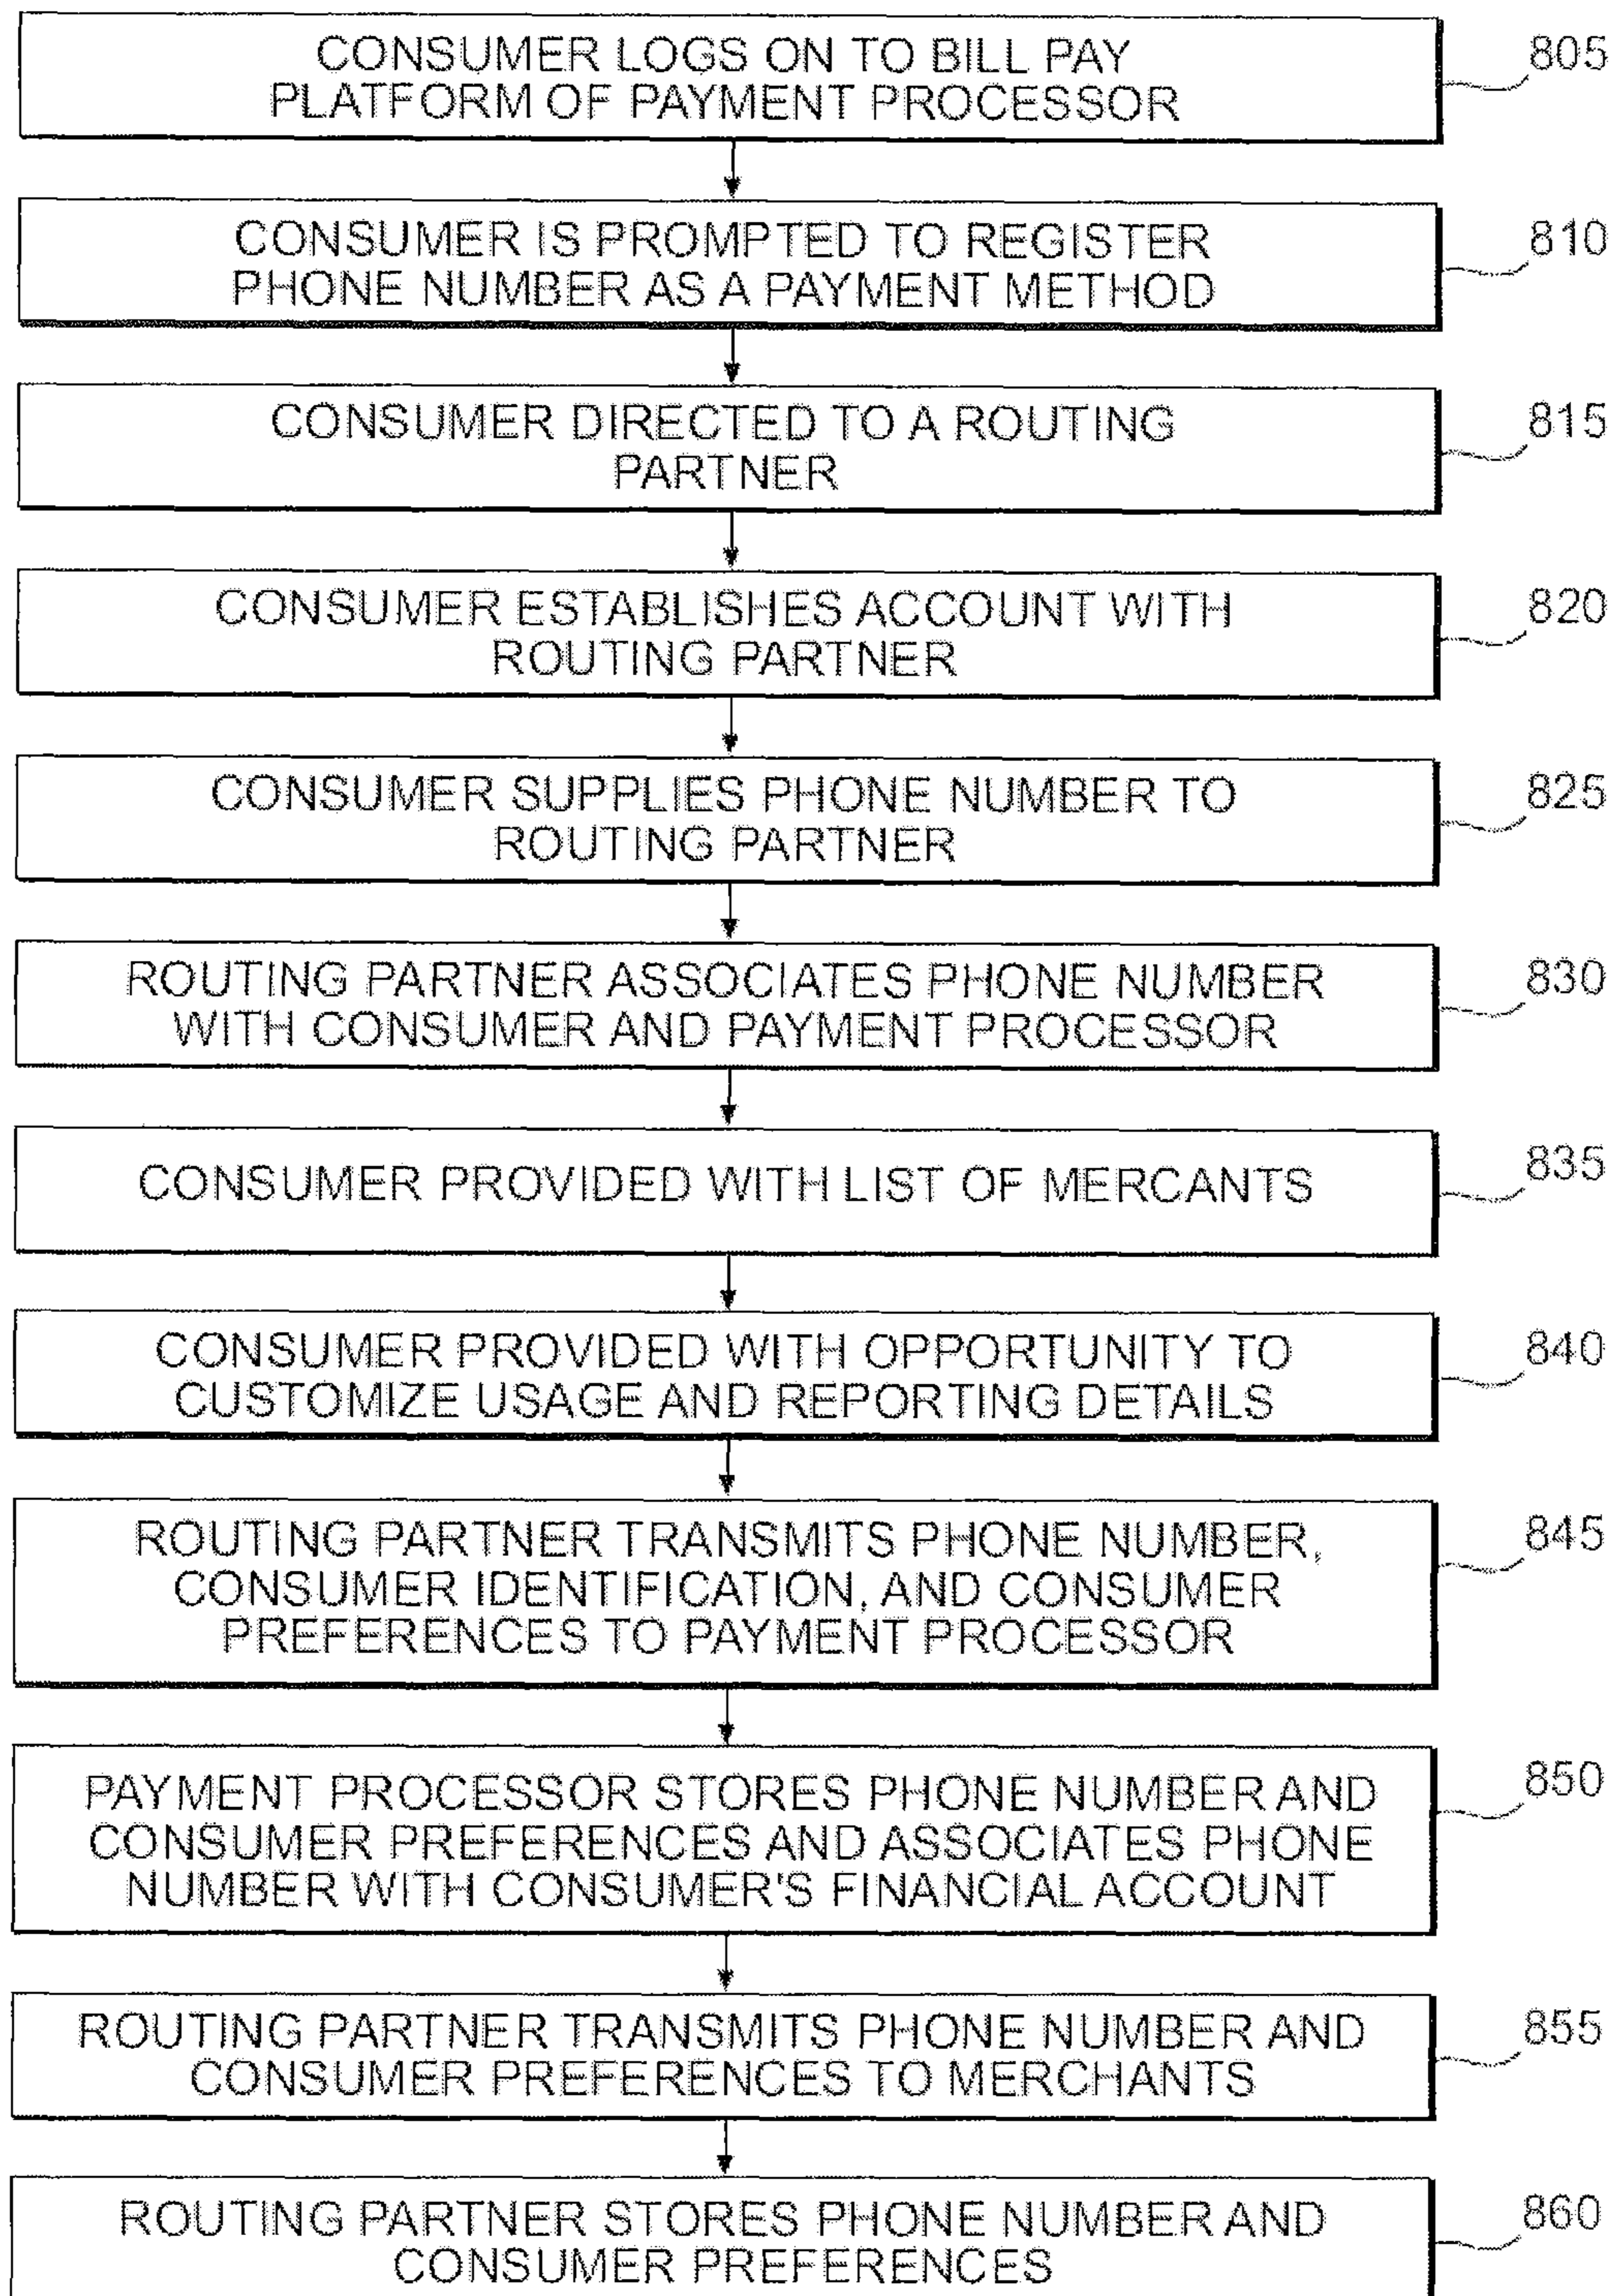 CONSUMER LOGS ON TO BILL PAY
PLATFORM OF PAYMENT PROCESSOR
805
CONSUMER IS PROMPTED TO REGISTER
PHONE NUMBER AS A PAYMENT METHOD
810
CONSUMER DIRECTED TO A ROUTING
PARTNER
815
CONSUMER ESTABLISHES ACCOUNT WITH
ROUTING PARTNER
820
CONSUMER SUPPLIES PHONE NUMBER TO
ROUTING PARTNER
825
ROUTING PARTNER ASSOCIATES PHONE NUMBER
WITH CONSUMER AND PAYMENT PROCESSOR
830
CONSUMER PROVIDED WITH LIST OF MERCANTS
835
CONSUMER PROVIDED WITH OPPORTUNITY TO
CUSTOMIZE USAGE AND REPORTING DETAILS
840
ROUTING PARTNER TRANSMITS PHONE NUMBER,
CONSUMER IDENTIFICATION, AND CONSUMER
PREFERENCES TO PAYMENT PROCESSOR
845
PAYMENT PROCESSOR STORES PHONE NUMBER AND
CONSUMER PREFERENCES AND ASSOCIATES PHONE
NUMBER WITH CONSUMER'S FINANCIAL ACCOUNT
850
ROUTING PARTNER TRANSMITS PHONE NUMBER AND
CONSUMER PREFERENCES TO MERCHANTS
855
ROUTING PARTNER STORES PHONE NUMBER AND
CONSUMER PREFERENCES
860